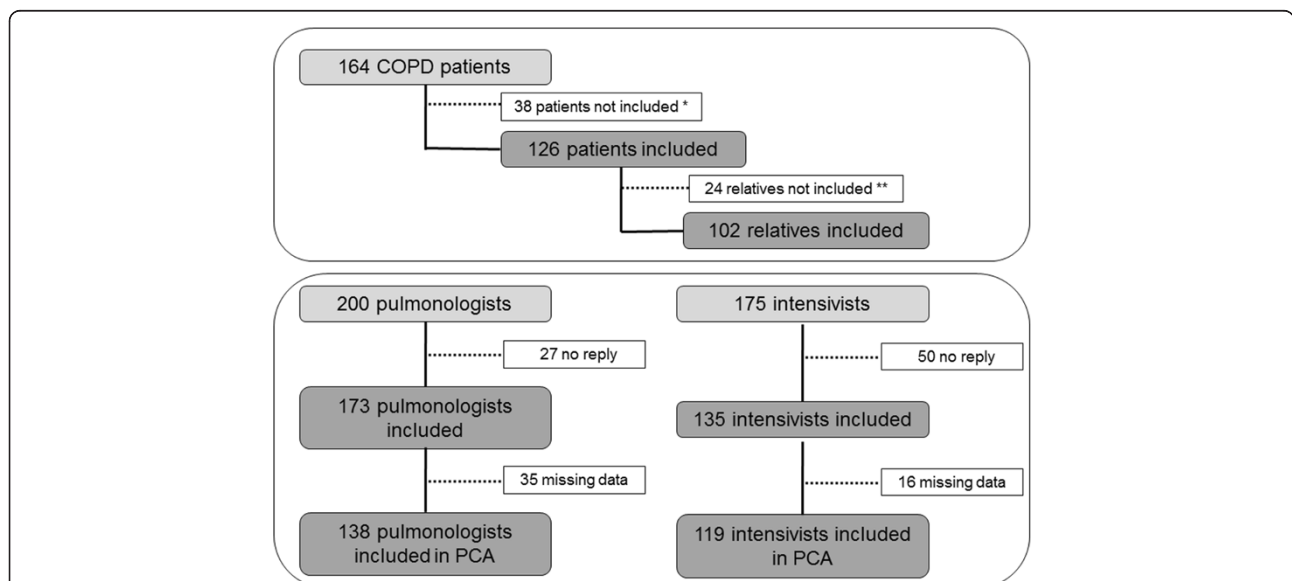 164 COPD patients
38 patients not included *
126 patients included
24 relatives not included **
102 relatives included
200 pulmonologists
27 no reply
173 pulmonologists
included
35 missing data
138 pulmonologists
included in PCA
175 intensivists
50 no reply
135 intensivists included
16 missing data
119 intensivists included
in PCA